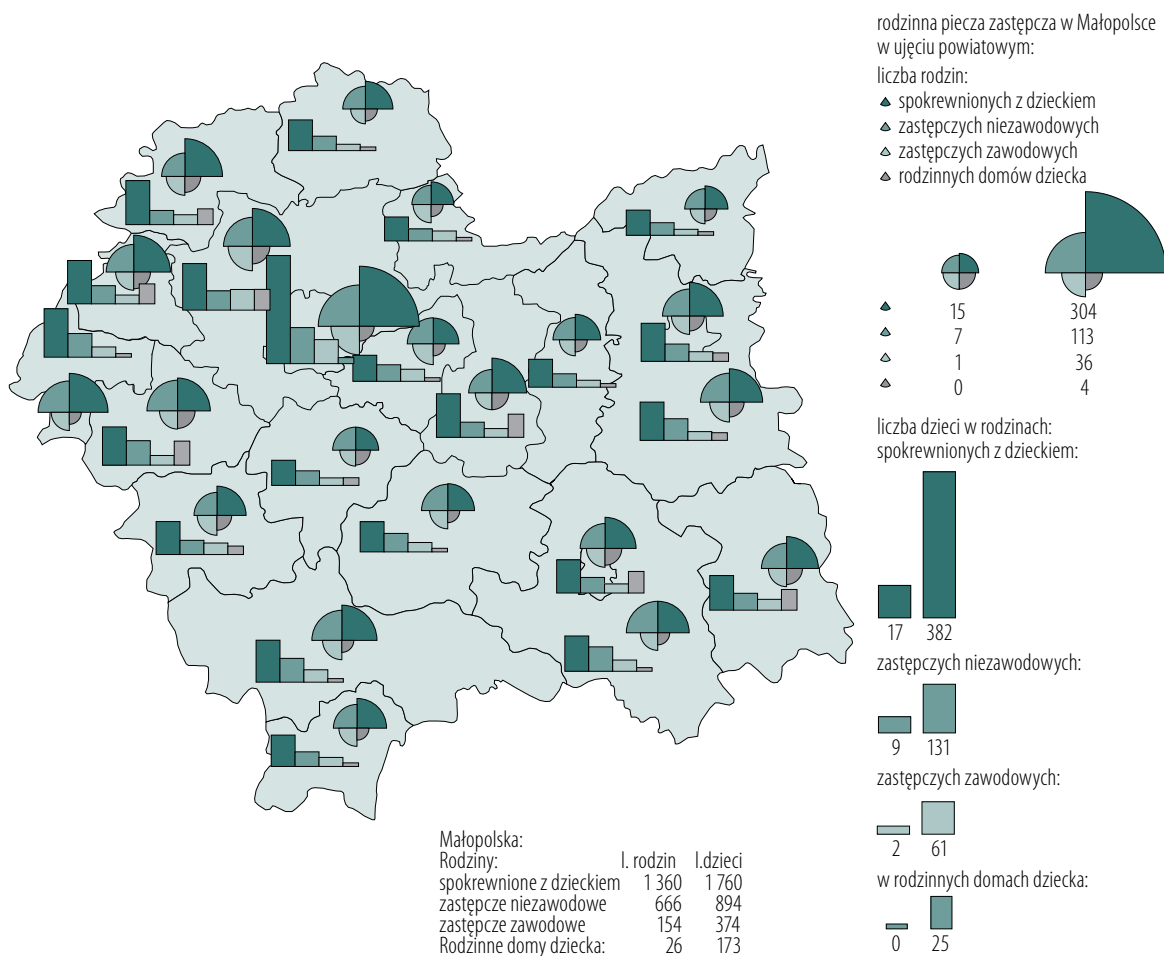 rodzinna piecza zastępcza w Małopolsce
w ujęciu powiatowym:
liczba rodzin:
spokrewnionych z dzieckiem
zastępczych niezawodowych
zastępczych zawodowych
rodzinnych domów dziecka
15 304
7 113
1 36
0 4
liczba dzieci w rodzinach:
spokrewnionych z dzieckiem:
17 382
zastępczych niezawodowych:
9 131
zastępczych zawodowych:
2 61
w rodzinnych domach dziecka:
0 25
Małopolska:
Rodziny: l. rodzin l.dzieci
spokrewnione z dzieckiem 1 360 1 760
zastępcze niezawodowe 666 894
zastępcze zawodowe 154 374
Rodzinne domy dziecka: 26 173